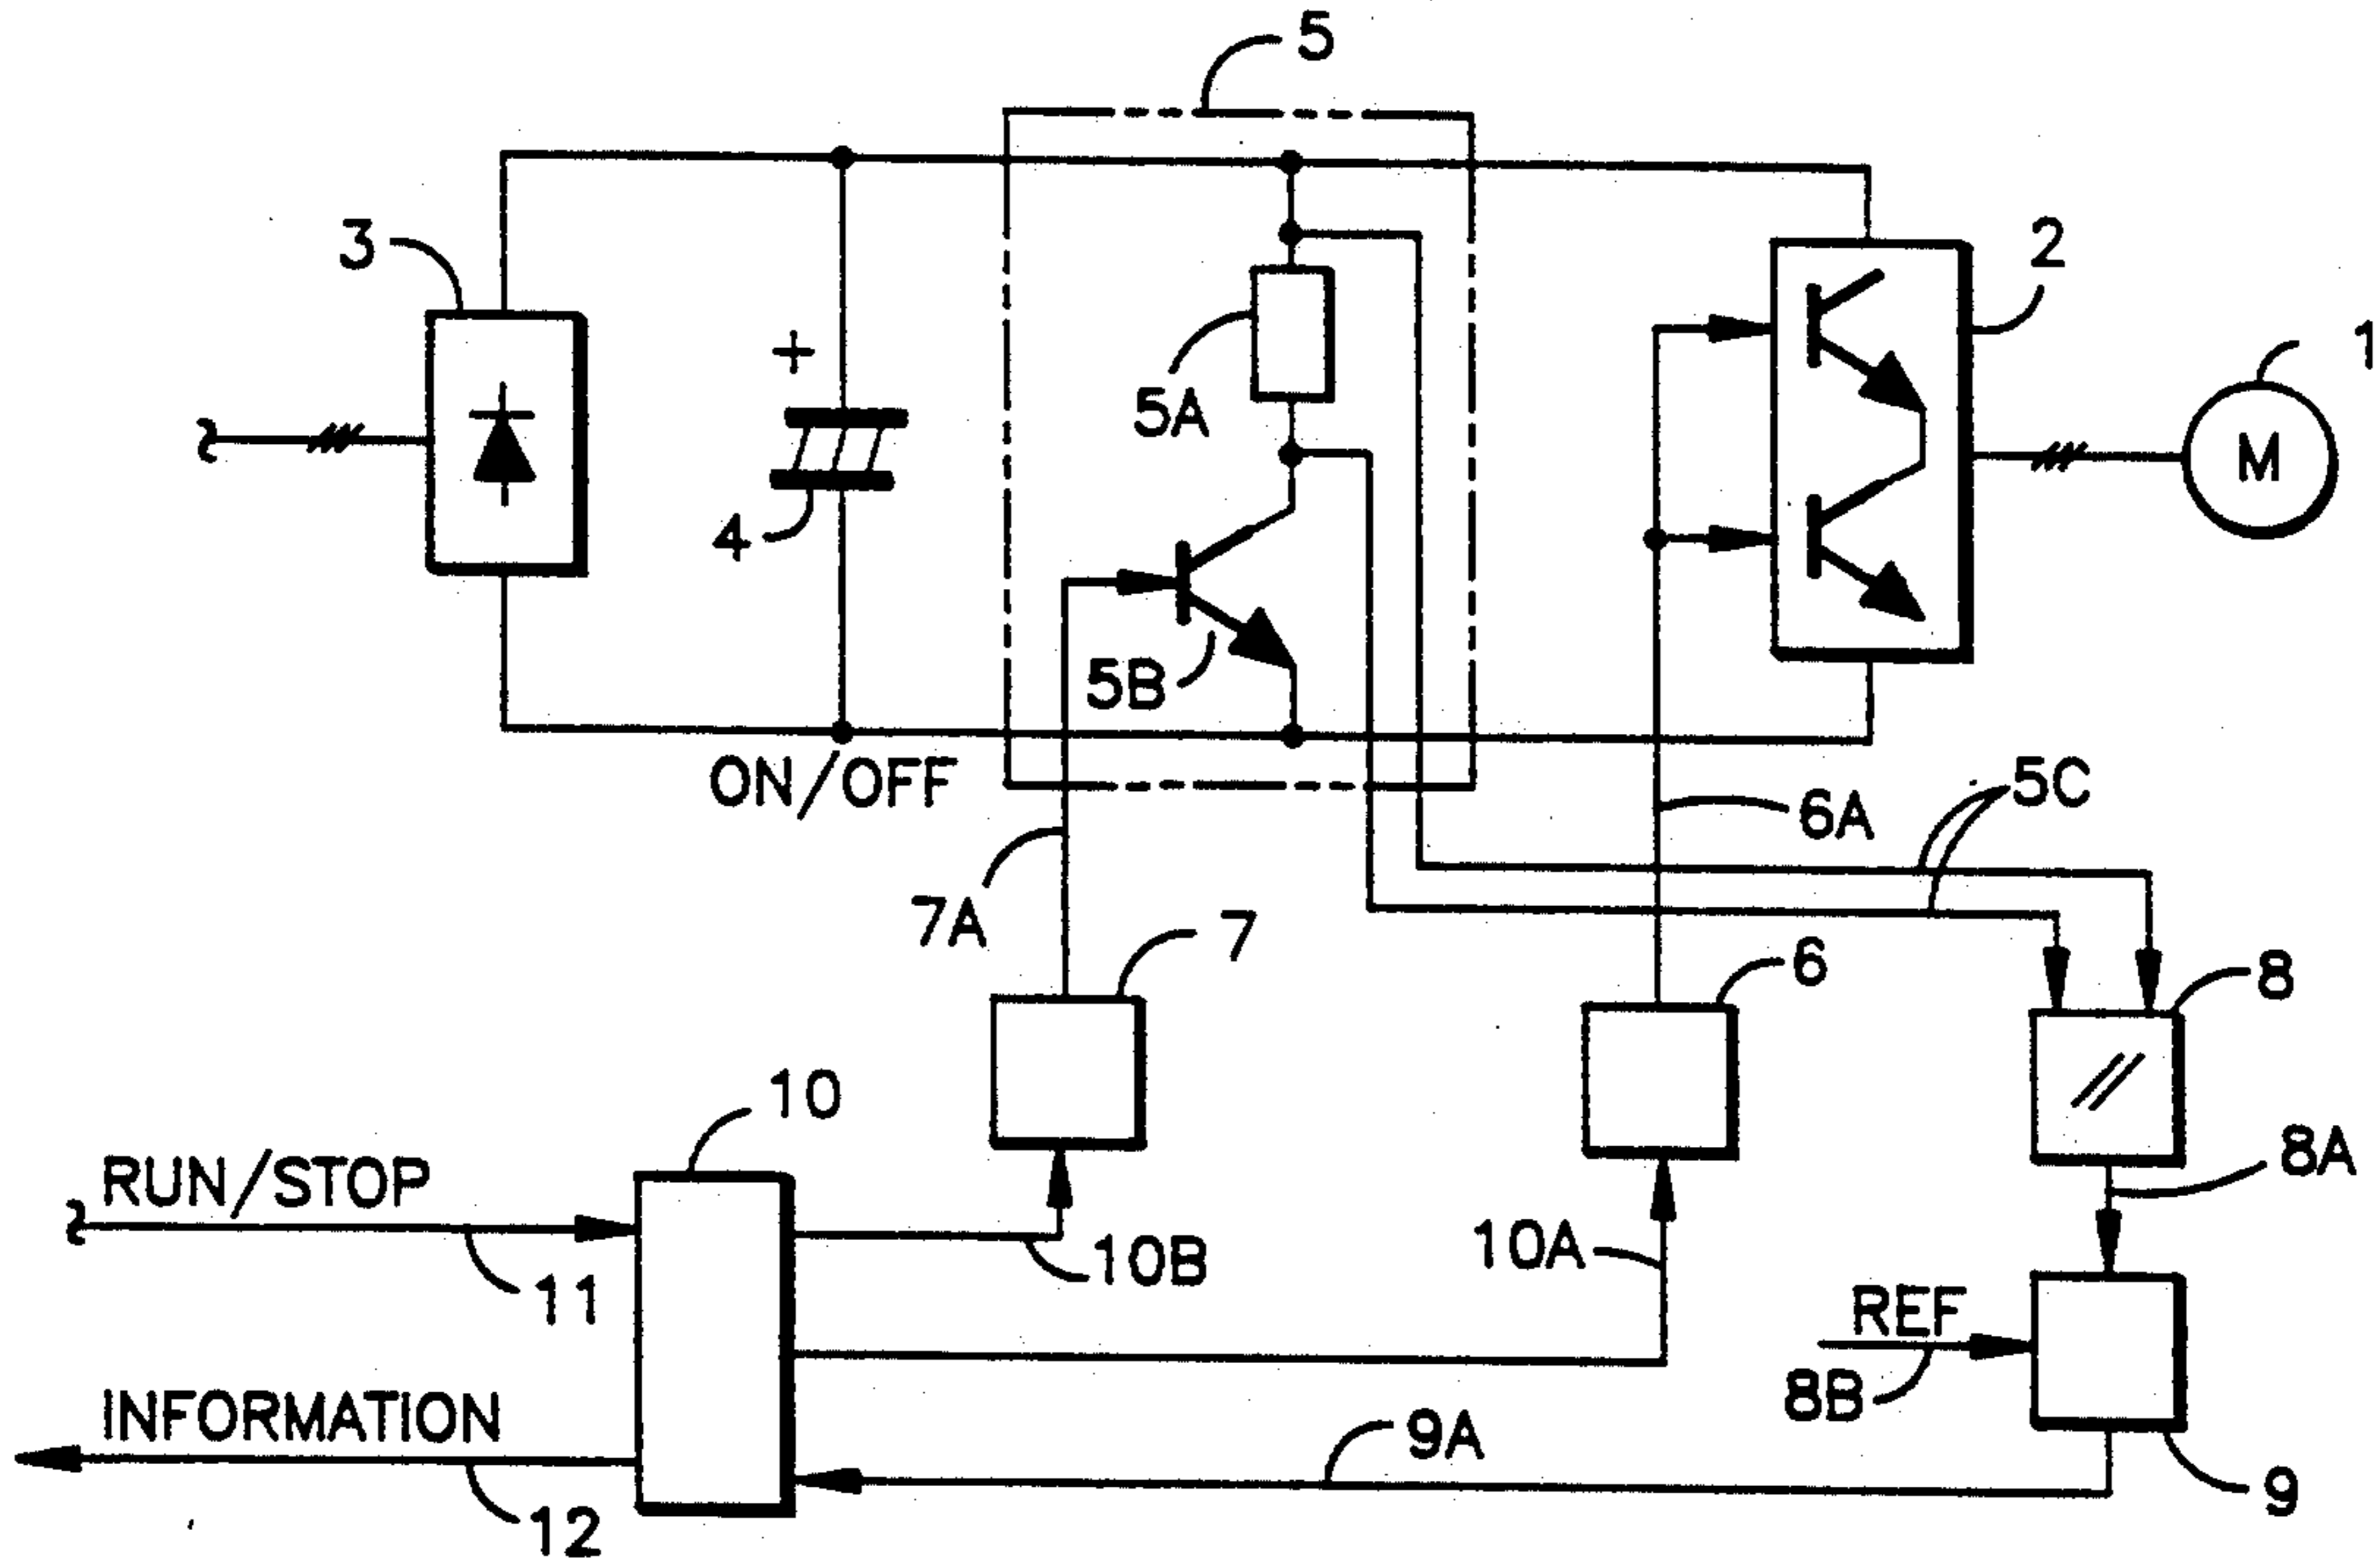 5
3
2
1
+
5A
M
4
5B
ON/OFF
5C
6A
7A
7
6
8
10
RUN/STOP
8A
11
10B
10A
REF
8B
INFORMATION
9A
9
12